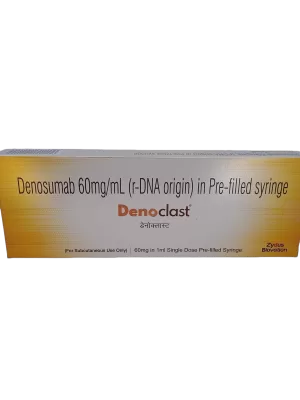 Denosumab 60mg/mL (r-DNA origin) in Pre-filled syringe
Denoclast®
डेनोक्लास्ट
(For Subcutaneous Use Only) | 60mg in 1ml Single Dose Pre-filled Syringe
Zydus
Biovation